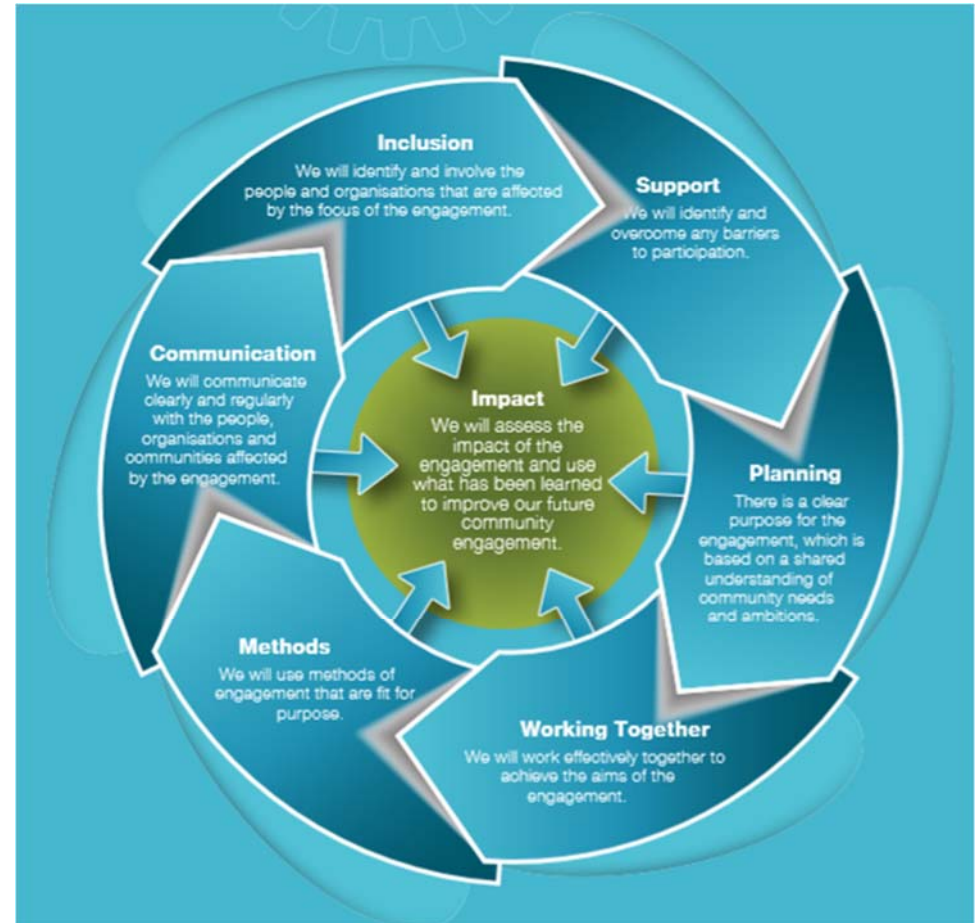 Inclusion
We will identify and involve the
people and organisations that are affected
by the focus of the engagement.
Support
We will identify and
overcome any barriers
to participation.
Planning
There is a clear
purpose for the
engagement, which is
based on a shared
understanding of
community needs
and ambitions.
Working Together
We will work effectively together to
achieve the aims of the
engagement.
Methods
We will use methods of
engagement that are fit for
purpose.
Communication
We will communicate
clearly and regularly
with the people,
organisations and
communities affected
by the engagement.
Impact
We will assess the
impact of the
engagement and use
what has been learned
to improve our future
community
engagement.